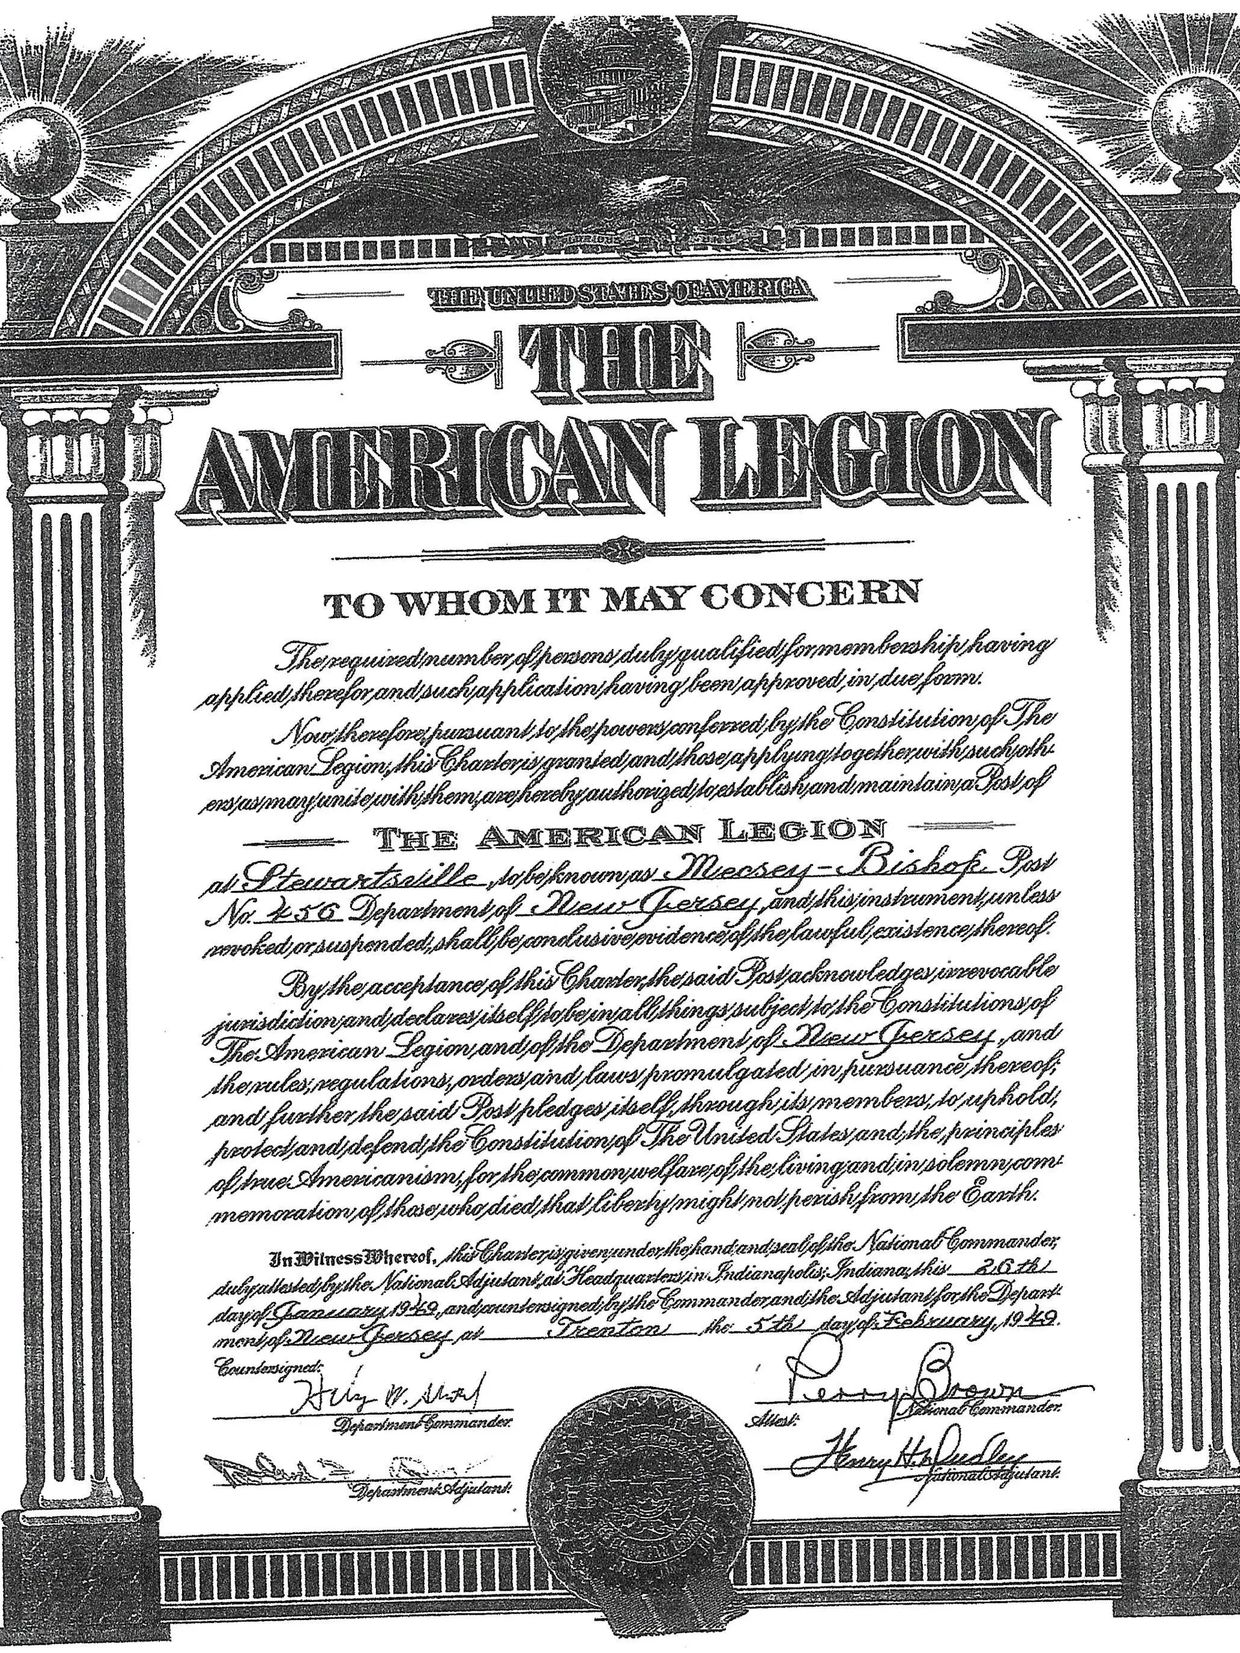 THE UNITED STATES OF AMERICA
THE
AMERICAN LEGION
TO WHOM IT MAY CONCERN
The required number of persons duly qualified for membership, having
applied therefor and such application having been approved in due form.
Now, therefore, pursuant to the powers conferred by the Constitution of The
American Legion, this Charter is granted and those applying together with such oth-
ers as may unite with them, are hereby authorized to establish and maintain a Post of
THE AMERICAN LEGION
at Stewartsville, to be known as Mecsey-Bishop Post
No. 456 Department of New Jersey, and this instrument, unless
revoked or suspended, shall be conclusive evidence of the lawful existence thereof.
By the acceptance of this Charter, the said Post acknowledges irrevocable
jurisdiction and declares itself to be in all things subject to the Constitutions of
The American Legion and of the Department of New Jersey, and
the rules, regulations, orders and laws promulgated in pursuance thereof;
and further the said Post pledges itself, through its members, to uphold,
protect and defend the Constitution of The United States and the principles
of true Americanism, for the common welfare of the living and in solemn com-
memoration of those who died that liberty might not perish from the Earth.
In Witness Whereof, this Charter is given under the hand and seal of the National Commander,
duly attested by the National Adjutant, at Headquarters in Indianapolis, Indiana, this 26th
day of January 1949, and countersigned by the Commander and the Adjutant for the Depart-
ment of New Jersey at Trenton the 5th day of February, 1949.
Countersigned:
Perry Brown
Department Commander.
National Commander.
Attest:
Henry H. Dudley
Department Adjutant.
National Adjutant.